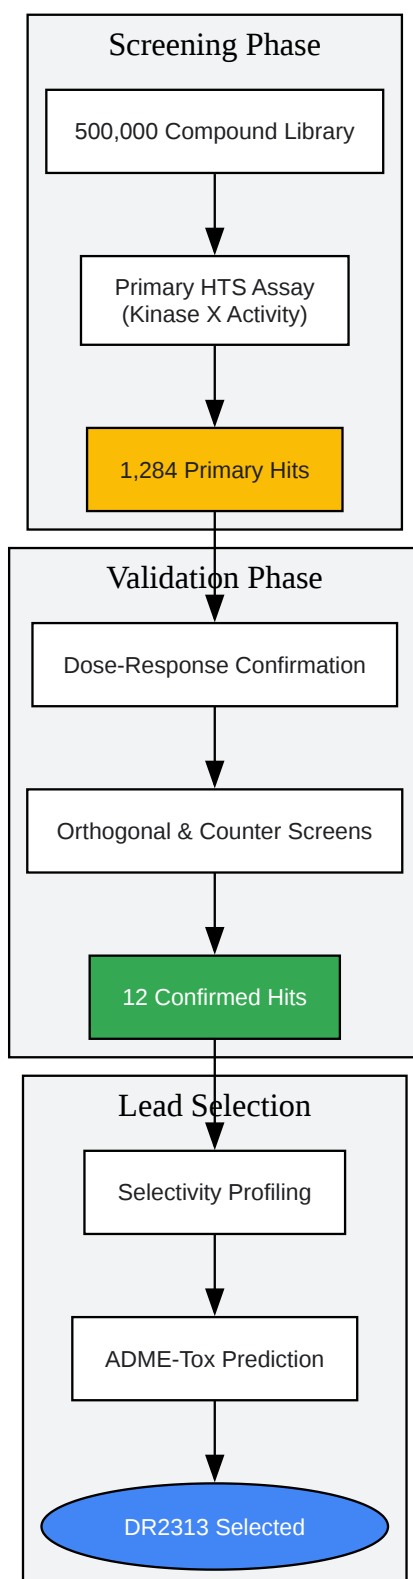 Screening Phase
500,000 Compound Library
Primary HTS Assay
(Kinase X Activity)
1,284 Primary Hits
Validation Phase
Dose-Response Confirmation
Orthogonal & Counter Screens
12 Confirmed Hits
Lead Selection
Selectivity Profiling
ADME-Tox Prediction
DR2313 Selected